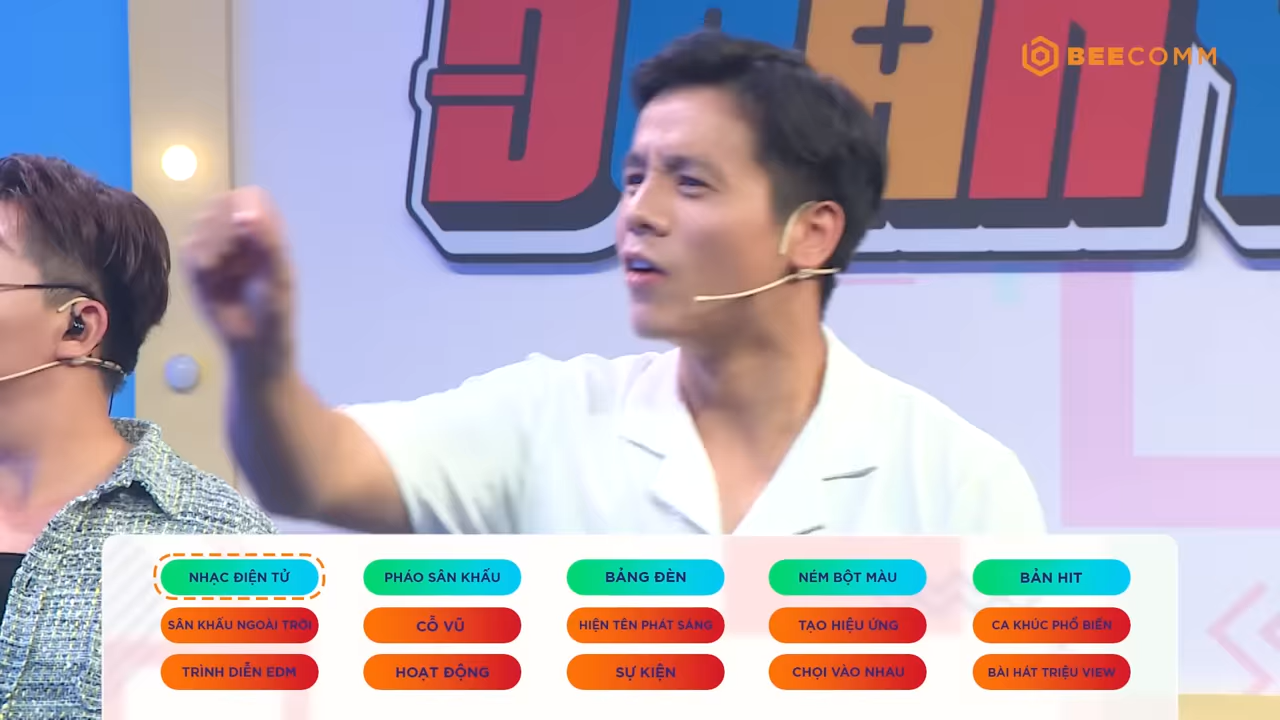 BEECOMM
NHẠC ĐIỆN TỬ
PHÁO SÂN KHẤU
BẢNG ĐÈN
NÉM BỘT MÀU
BẢN HIT
SÂN KHẤU NGOÀI TRỜI
CỖ VŨ
HIỆN TÊN PHÁT SÁNG
TẠO HIỆU ỨNG
CA KHÚC PHỔ BIẾN
TRÌNH DIỄN EDM
HOẠT ĐỘNG
SỰ KIỆN
CHỌI VÀO NHAU
BÀI HÁT TRIỆU VIEW